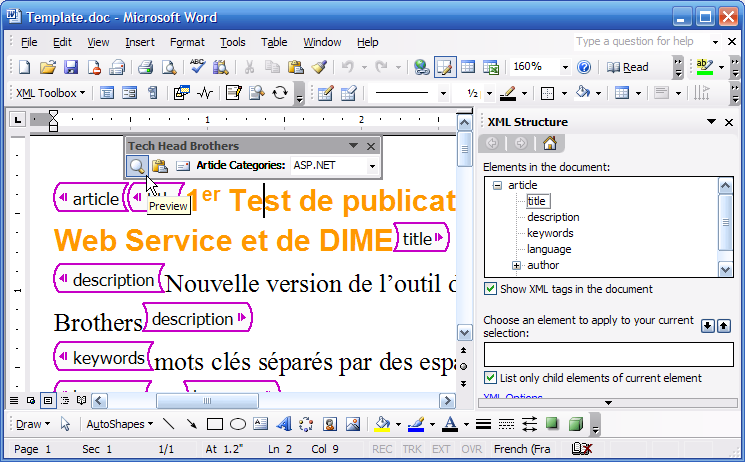 Template.doc - Microsoft Word
File Edit View Insert Format Tools Table Window Help Type a question for help
160% Read
XML Toolbox ½
XML Structure
Tech Head Brothers
Article Categories: ASP.NET
Preview
article 1er Test de publicat
Web Service et de DIME title
description Nouvelle version de l'outil d
Brothers description
keywords mots clés séparés par des espa
Elements in the document:
article
title
description
keywords
language
author
Show XML tags in the document
Choose an element to apply to your current
selection:
List only child elements of current element
XML Options
Draw AutoShapes
Page 1 Sec 1 1/1 At 1.2" Ln 2 Col 9 REC TRK EXT OVR French (Fra